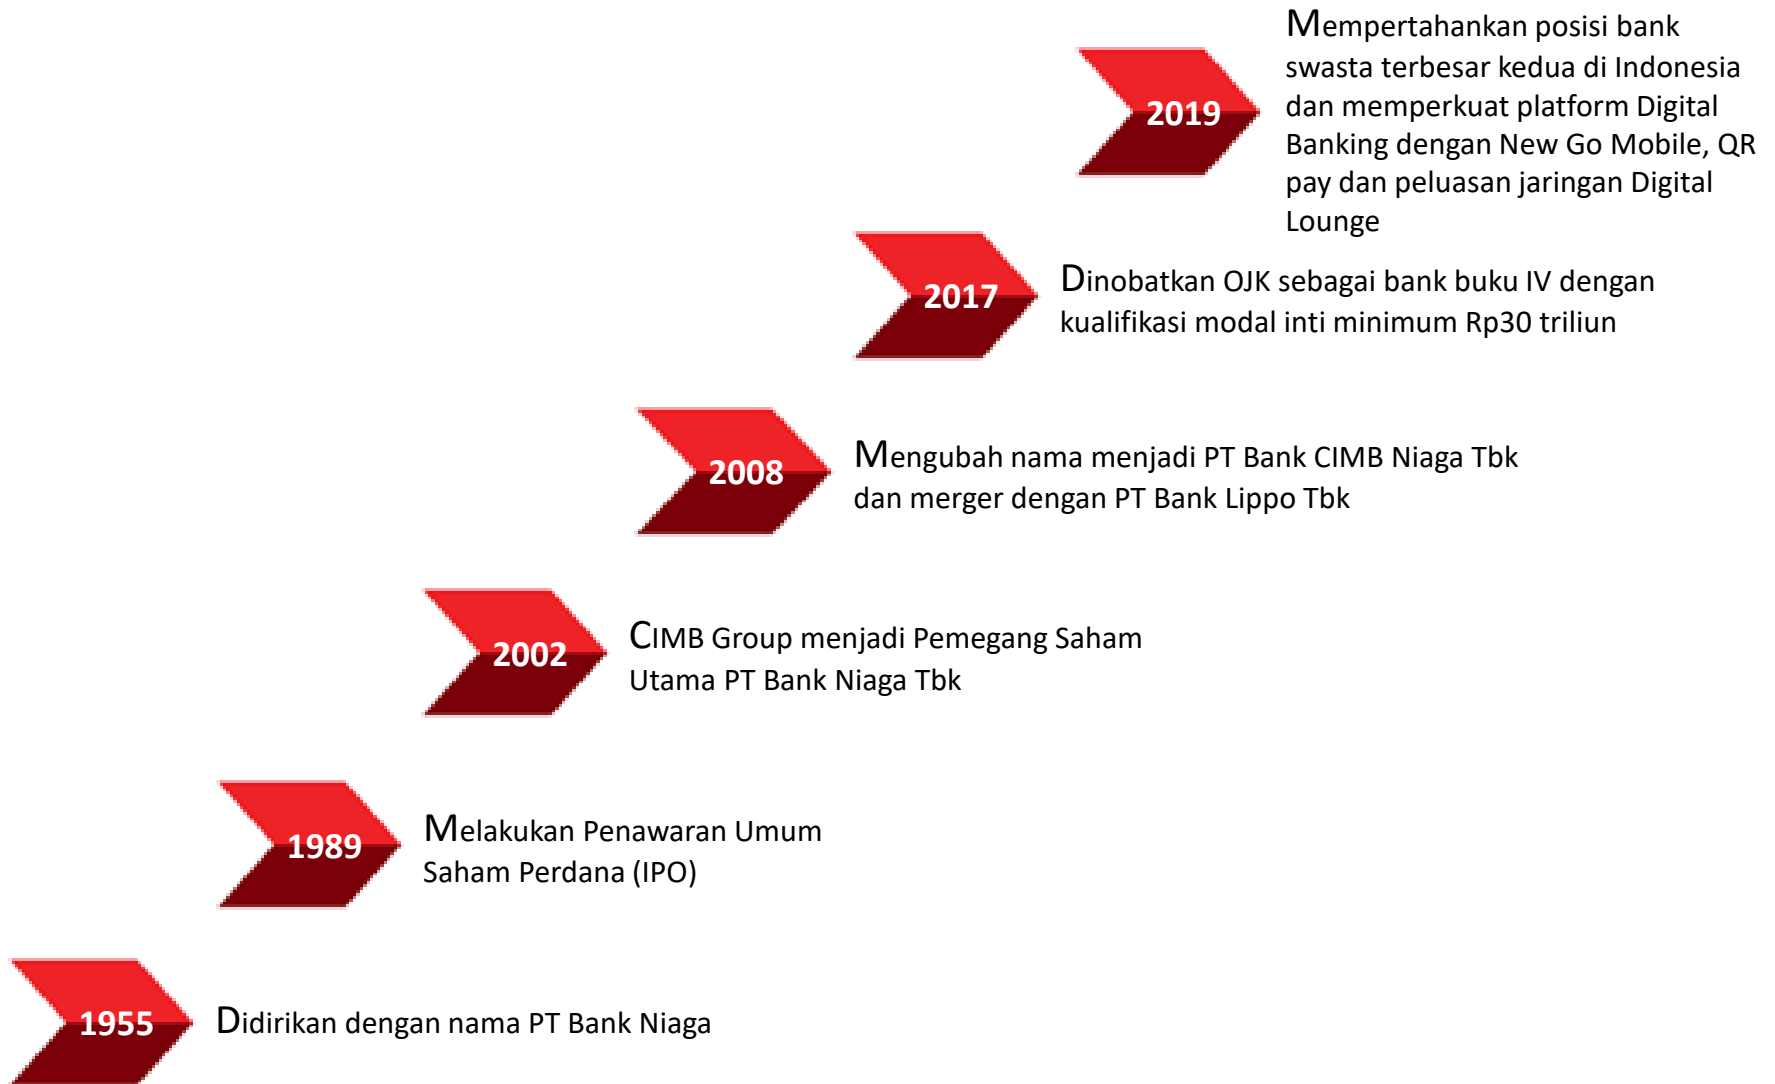 2019
Mempertahankan posisi bank
swasta terbesar kedua di Indonesia
dan memperkuat platform Digital
Banking dengan New Go Mobile, QR
pay dan peluasan jaringan Digital
Lounge
2017
Dinobatkan OJK sebagai bank buku IV dengan
kualifikasi modal inti minimum Rp30 triliun
2008
Mengubah nama menjadi PT Bank CIMB Niaga Tbk
dan merger dengan PT Bank Lippo Tbk
2002
CIMB Group menjadi Pemegang Saham
Utama PT Bank Niaga Tbk
1989
Melakukan Penawaran Umum
Saham Perdana (IPO)
1955
Didirikan dengan nama PT Bank Niaga